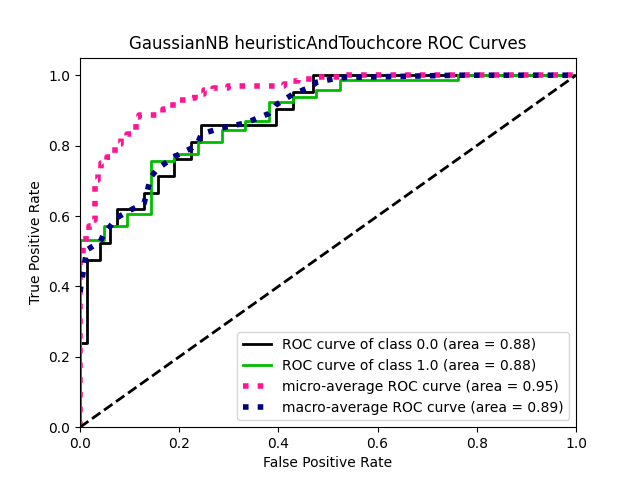 GaussianNB heuristicAndTouchcore ROC Curves
1.0
0.8
0.6
0.4
0.2
0.0
True Positive Rate
ROC curve of class 0.0 (area = 0.88)
ROC curve of class 1.0 (area = 0.88)
micro-average ROC curve (area = 0.95)
macro-average ROC curve (area = 0.89)
0.0 0.2 0.4 0.6 0.8 1.0
False Positive Rate